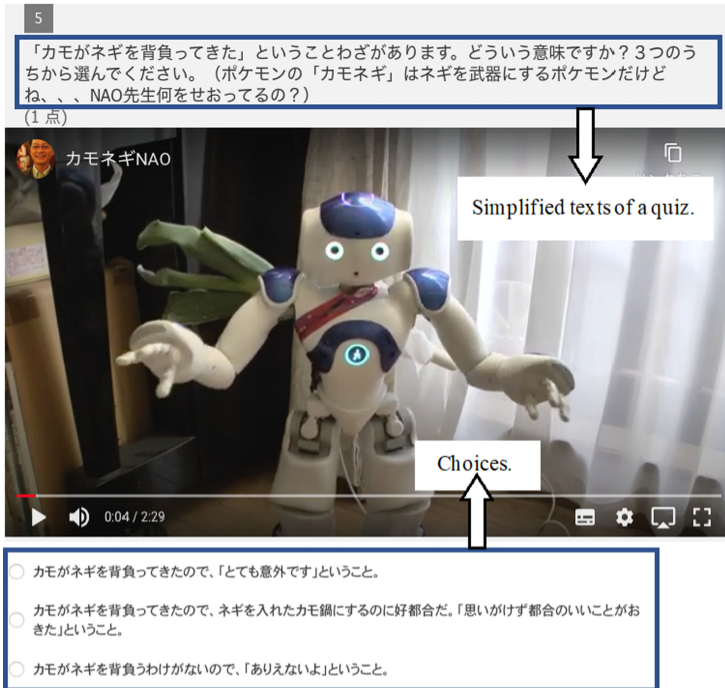 5
「カモがネギを背負ってきた」ということわざがあります。どういう意味ですか？３つのう
ちから選んでください。（ポケモンの「カモネギ」はネギを武器にするポケモンだけど
ね、、、NAO先生何をせおってるの？）
(1 点)
カモネギNAO
Simplified texts of a quiz.
Choices.
0:04 / 2:29
カモがネギを背負ってきたので、「とても意外です」ということ。
カモがネギを背負ってきたので、ネギを入れたカモ鍋にするのに好都合だ。「思いがけず都合のいいことがお
きた」ということ。
カモがネギを背負うわけがないので、「ありえないよ」ということ。